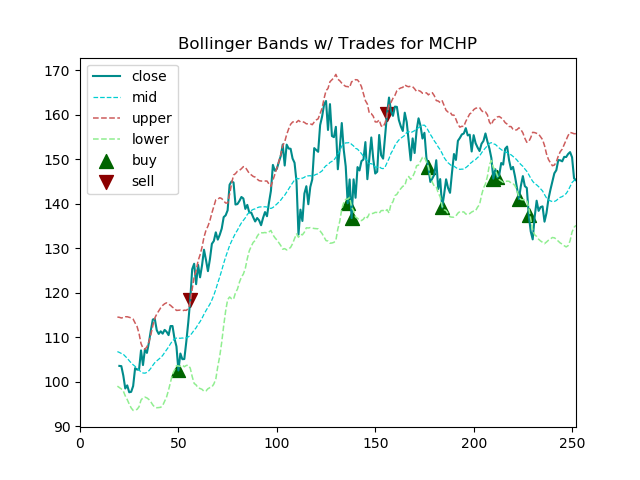 Bollinger Bands w/ Trades for MCHP
170
160
150
140
130
120
110
100
90
close
mid
upper
lower
buy
sell
0 50 100 150 200 250